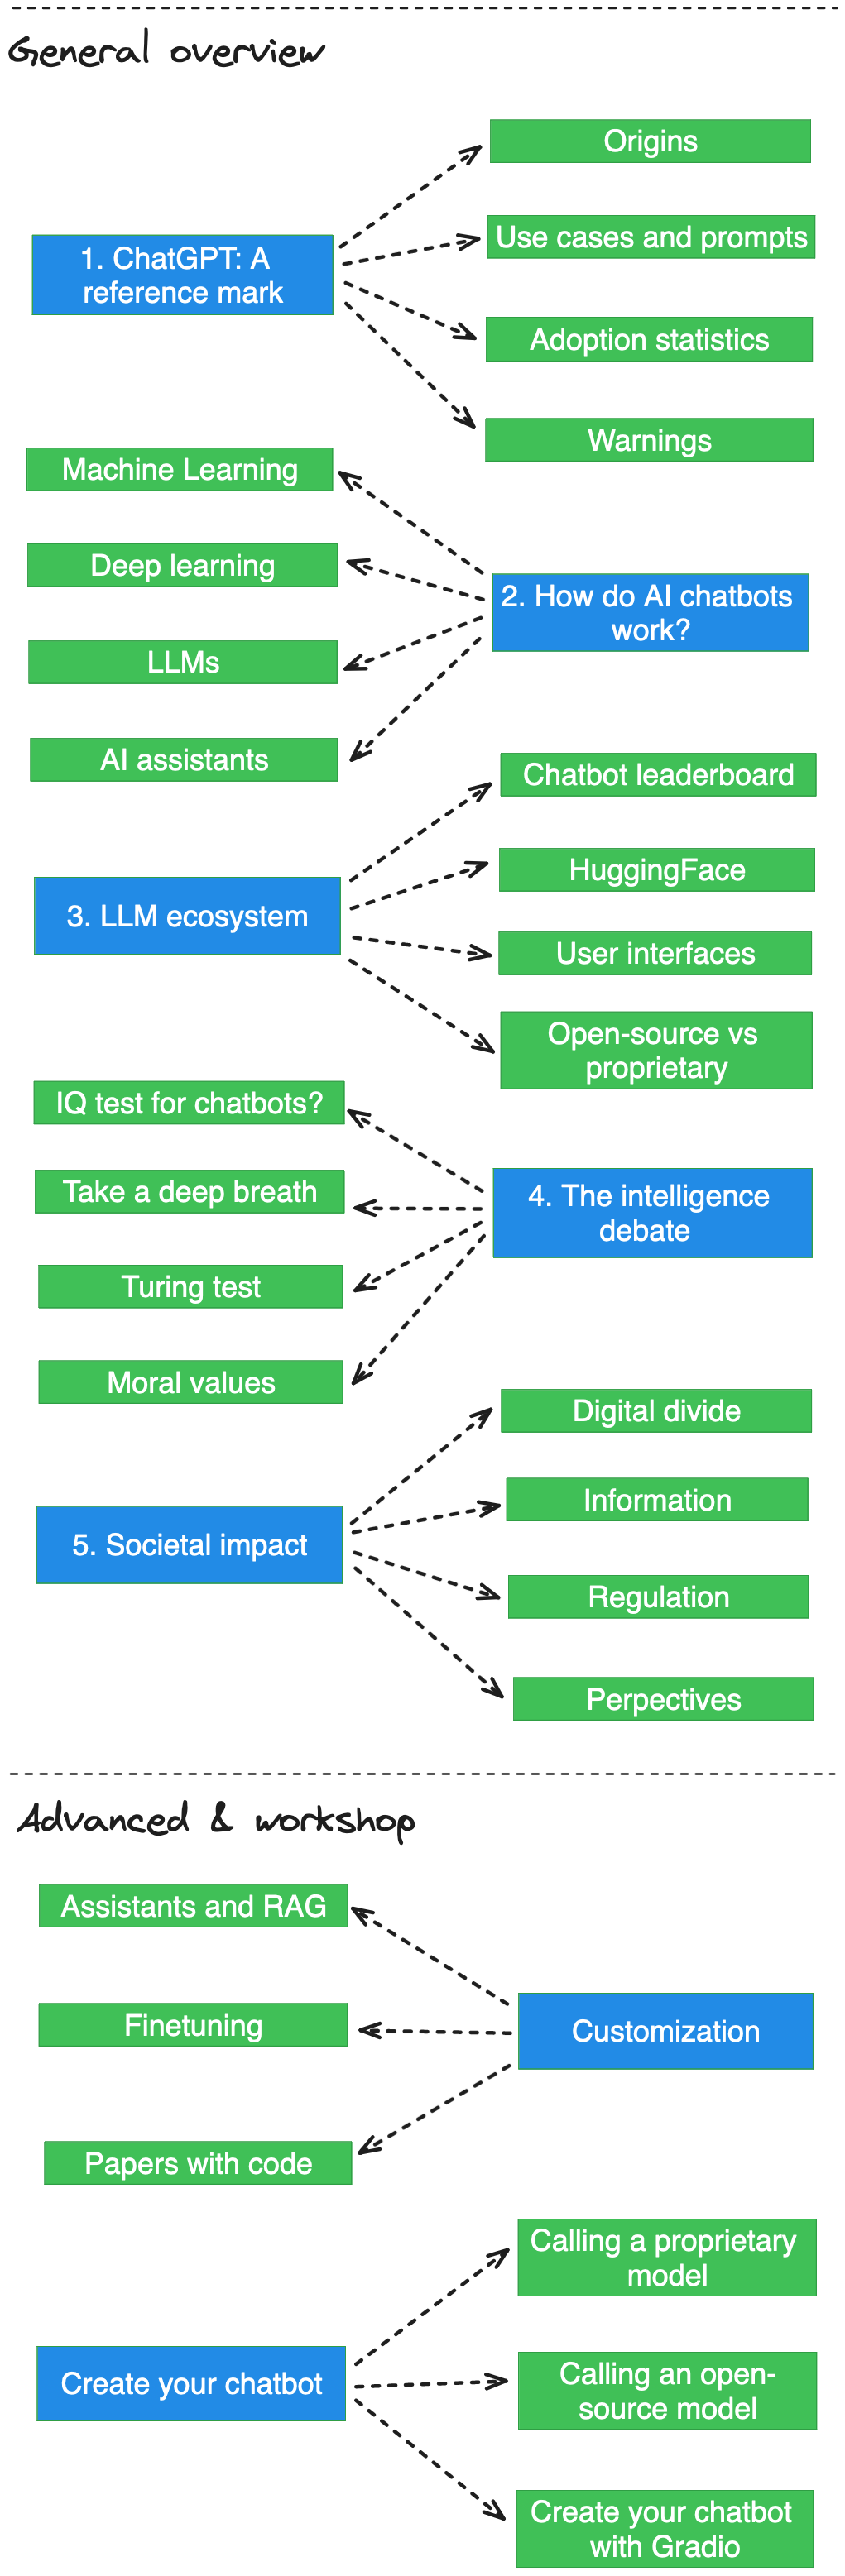 General overview
Origins
Use cases and prompts
1. ChatGPT: A
reference mark
Adoption statistics
Warnings
Machine Learning
Deep learning
2. How do AI chatbots
work?
LLMs
AI assistants
Chatbot leaderboard
HuggingFace
3. LLM ecosystem
User interfaces
Open-source vs
proprietary
IQ test for chatbots?
Take a deep breath
4. The intelligence
debate
Turing test
Moral values
Digital divide
Information
5. Societal impact
Regulation
Perpectives
Advanced & workshop
Assistants and RAG
Finetuning
Customization
Papers with code
Calling a proprietary
model
Create your chatbot
Calling an open-
source model
Create your chatbot
with Gradio